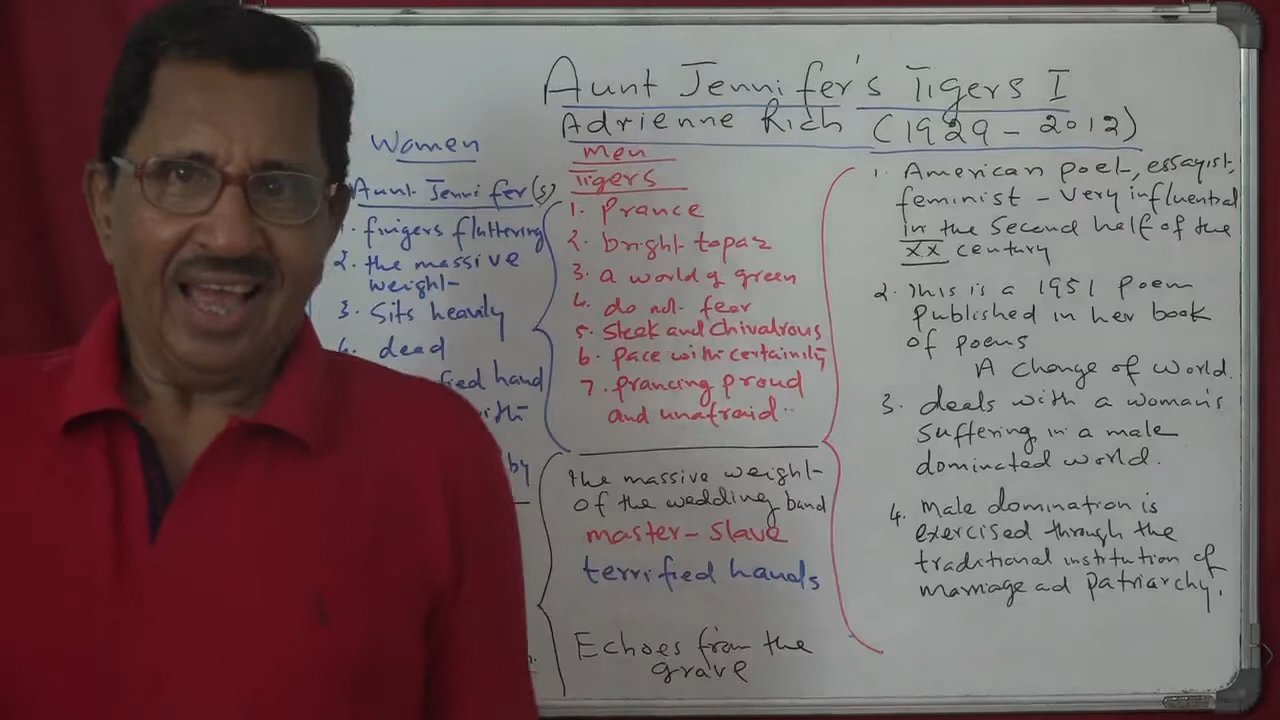 Aunt Jennifer's Tigers I
Adrienne Rich (1929-2012)
Women
Aunt Jennifer(s)
1. fingers fluttering
2. the massive
weight
3. Sits heavily
4. dead
hand
by
men
Tigers
1. Prance
2. bright topaz
3. a world of green
4. do not fear
5. Sleek and Chivalrous
6. pace with certainity
7. prancing proud
and unafraid..
the massive weight
of the wedding band
master-slave
terrified hands
Echoes from the
grave
1. American poet, essayist,
feminist - Very influential
in the Second half of the
XX century
2. This is a 1951 poem
published in her book
of poems
A change of world.
3. deals with a woman's
suffering in a male
dominated world.
4. Male domination is
exercised through the
traditional institution of
marriage ad patriarchy.